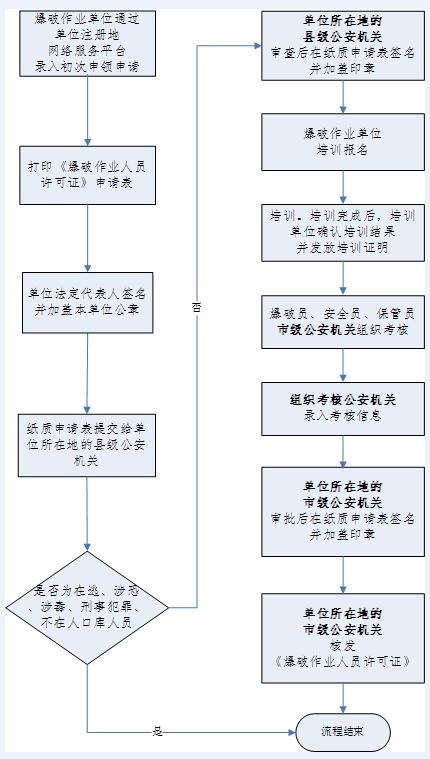 爆破作业单位通过
单位注册地
网络服务平台
录入初次申领申请
打印《爆破作业人员
许可证》申请表
单位法定代表人签名
并加盖本单位公章
纸质申请表提交给单
位所在地的县级公安
机关
是否为在逃、涉恐
、涉毒、刑事犯罪、
不在人口库人员
是
否
单位所在地的
县级公安机关
审查后在纸质申请表签名
并加盖印章
爆破作业单位
培训报名
培训。培训完成后，培训
单位确认培训结果
并发放培训证明
爆破员、安全员、保管员
市级公安机关组织考核
组织考核公安机关
录入考核信息
单位所在地的
市级公安机关
审批后在纸质申请表签名
并加盖印章
单位所在地的
市级公安机关
核发
《爆破作业人员许可证》
流程结束